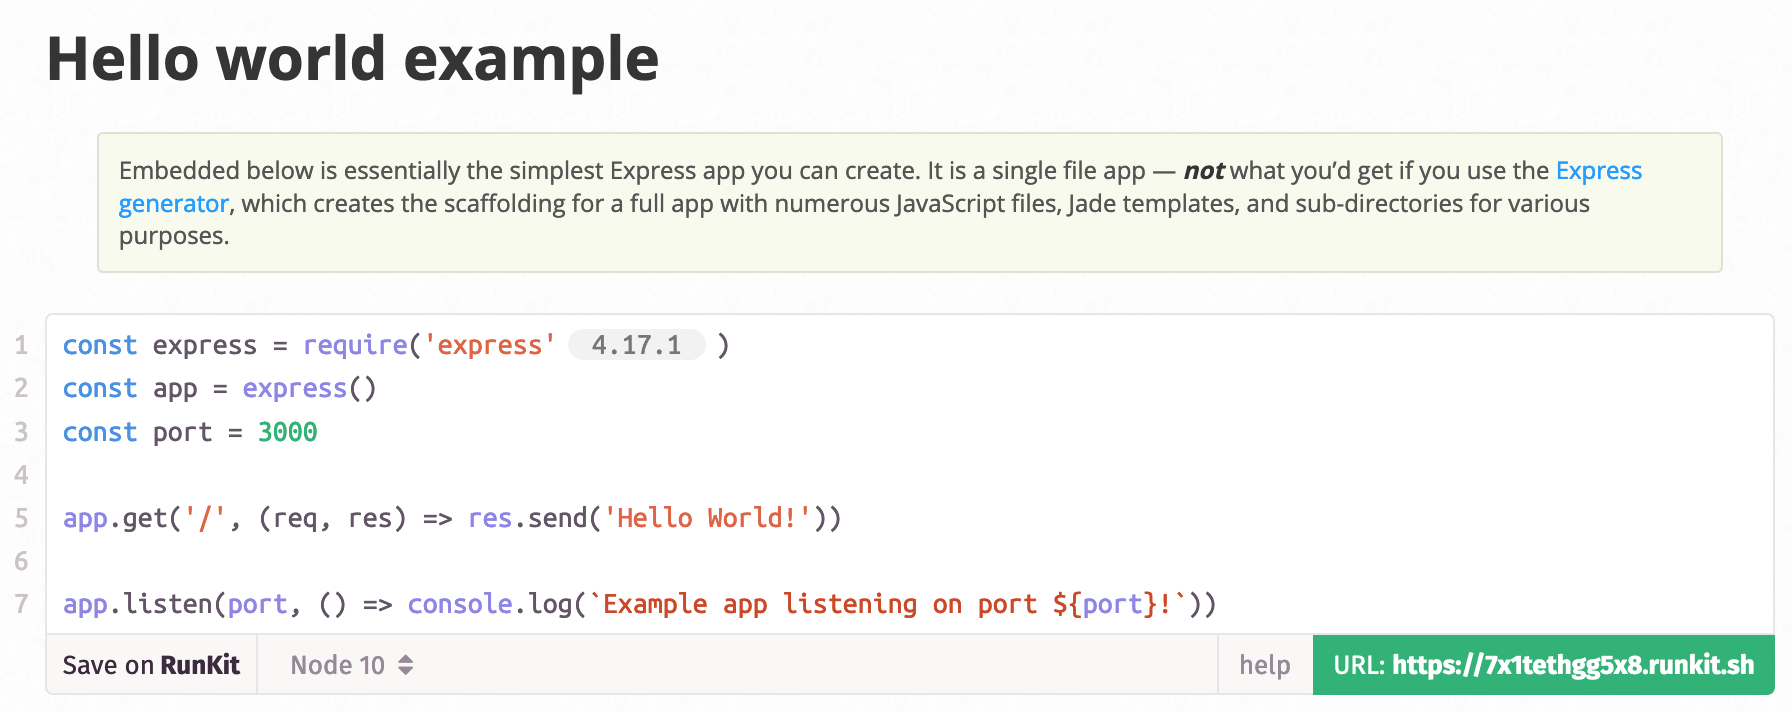 Hello world example
Embedded below is essentially the simplest Express app you can create. It is a single file app — not what you’d get if you use the Express
generator, which creates the scaffolding for a full app with numerous JavaScript files, Jade templates, and sub-directories for various
purposes.
1 const express = require('express' 4.17.1 )
2 const app = express()
3 const port = 3000
4
5 app.get('/', (req, res) => res.send('Hello World!'))
6
7 app.listen(port, () => console.log(`Example app listening on port ${port}!`))
Save on RunKit Node 10 help URL: https://7x1tethgg5x8.runkit.sh